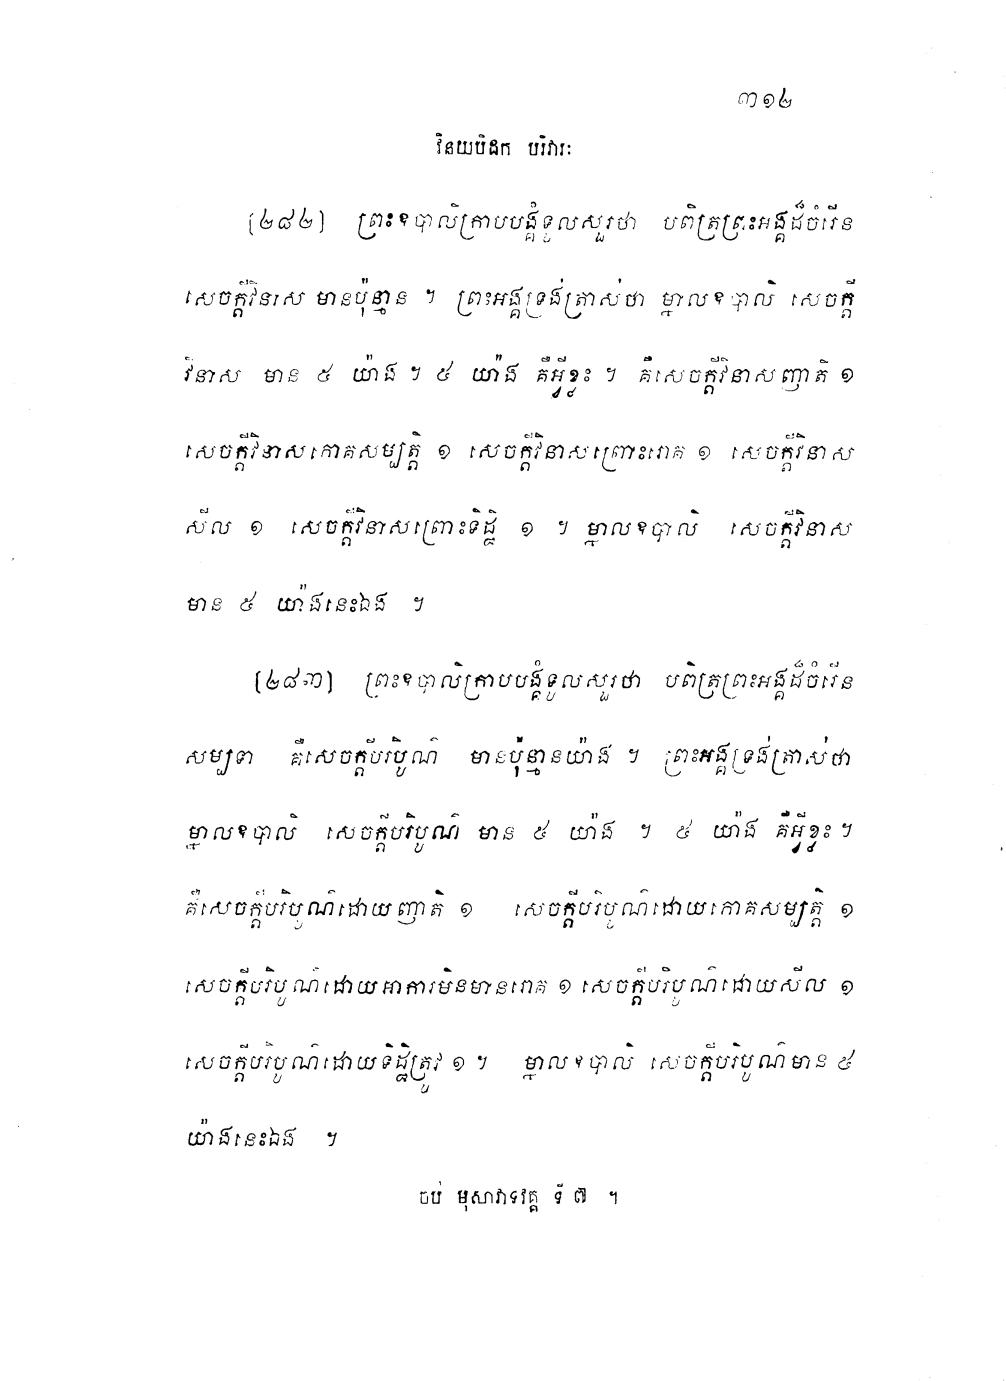 ៣១៤
វិនយបិដក បរិវារៈ
[៤៨៤] ព្រះឧបាលិក្រាបបង្គំទូលសួរថា បពិត្រព្រះអង្គដ៏ចំរើន
សេចក្តីវិនាស មានប៉ុន្មាន ។ ព្រះអង្គទ្រង់ត្រាស់ថា ម្នាលឧបាលិ សេចក្តី
វិនាស មាន ៥ យ៉ាង ។ ៥ យ៉ាង គឺអ្វីខ្លះ ។ គឺសេចក្តីវិនាសញាតិ ១
សេចក្តីវិនាសភោគសម្បត្តិ ១ សេចក្តីវិនាសព្រោះរោគ ១ សេចក្តីវិនាស
សីល ១ សេចក្តីវិនាសព្រោះទិដ្ឋិ ១ ។ ម្នាលឧបាលិ សេចក្តីវិនាស
មាន ៥ យ៉ាងនេះឯង ។
[៤៨៣] ព្រះឧបាលិក្រាបបង្គំទូលសួរថា បពិត្រព្រះអង្គដ៏ចំរើន
សម្បទា គឺសេចក្តីបរិបូណ៌ មានប៉ុន្មានយ៉ាង ។ ព្រះអង្គទ្រង់ត្រាស់ថា
ម្នាលឧបាលិ សេចក្តីបរិបូណ៌ មាន ៥ យ៉ាង ។ ៥ យ៉ាង គឺអ្វីខ្លះ ។
គឺសេចក្តីបរិបូណ៌ដោយញាតិ ១ សេចក្តីបរិបូណ៌ដោយភោគសម្បត្តិ ១
សេចក្តីបរិបូណ៌ដោយអាការមិនមានរោគ ១ សេចក្តីបរិបូណ៌ដោយសីល ១
សេចក្តីបរិបូណ៌ដោយទិដ្ឋិត្រូវ ១ ។ ម្នាលឧបាលិ សេចក្តីបរិបូណ៌មាន ៥
យ៉ាងនេះឯង ។
ចប់ មុសាវាទវគ្គ ទី ៧ ។